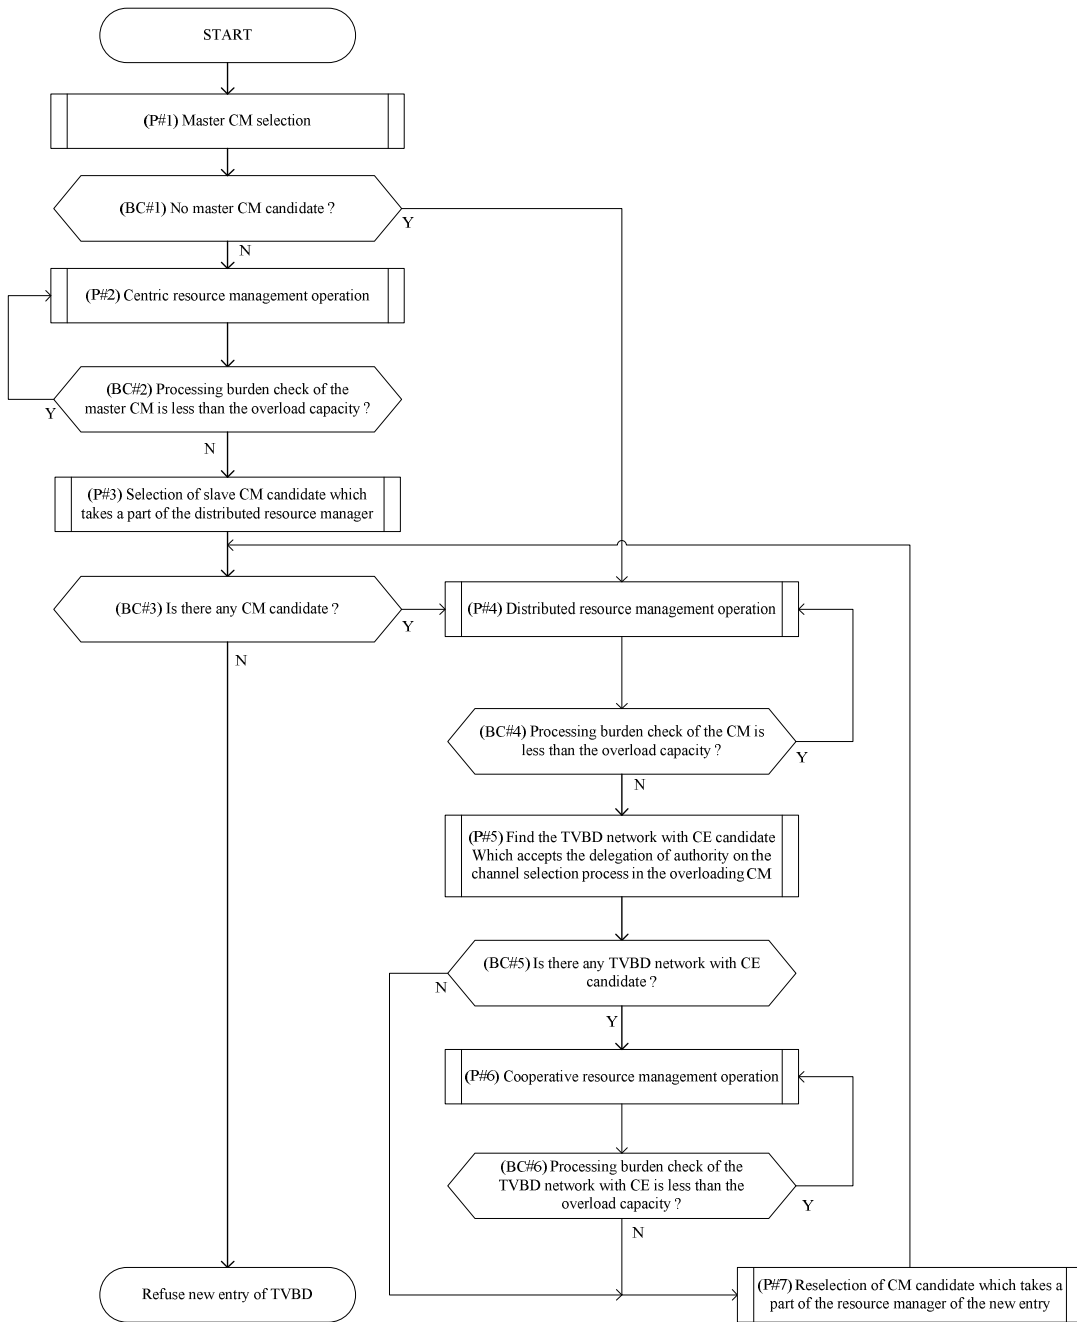 START
(P#1) Master CM selection
(BC#1) No master CM candidate ?
Y
N
(P#2) Centric resource management operation
(BC#2) Processing burden check of the
master CM is less than the overload capacity ?
Y
N
(P#3) Selection of slave CM candidate which
takes a part of the distributed resource manager
(BC#3) Is there any CM candidate ?
Y
N
(P#4) Distributed resource management operation
(BC#4) Processing burden check of the CM is
less than the overload capacity ?
Y
N
(P#5) Find the TVBD network with CE candidate
Which accepts the delegation of authority on the
channel selection process in the overloading CM
(BC#5) Is there any TVBD network with CE
candidate ?
N
Y
(P#6) Cooperative resource management operation
(BC#6) Processing burden check of the
TVBD network with CE is less than the
overload capacity ?
Y
N
Refuse new entry of TVBD
(P#7) Reselection of CM candidate which takes a
part of the resource manager of the new entry